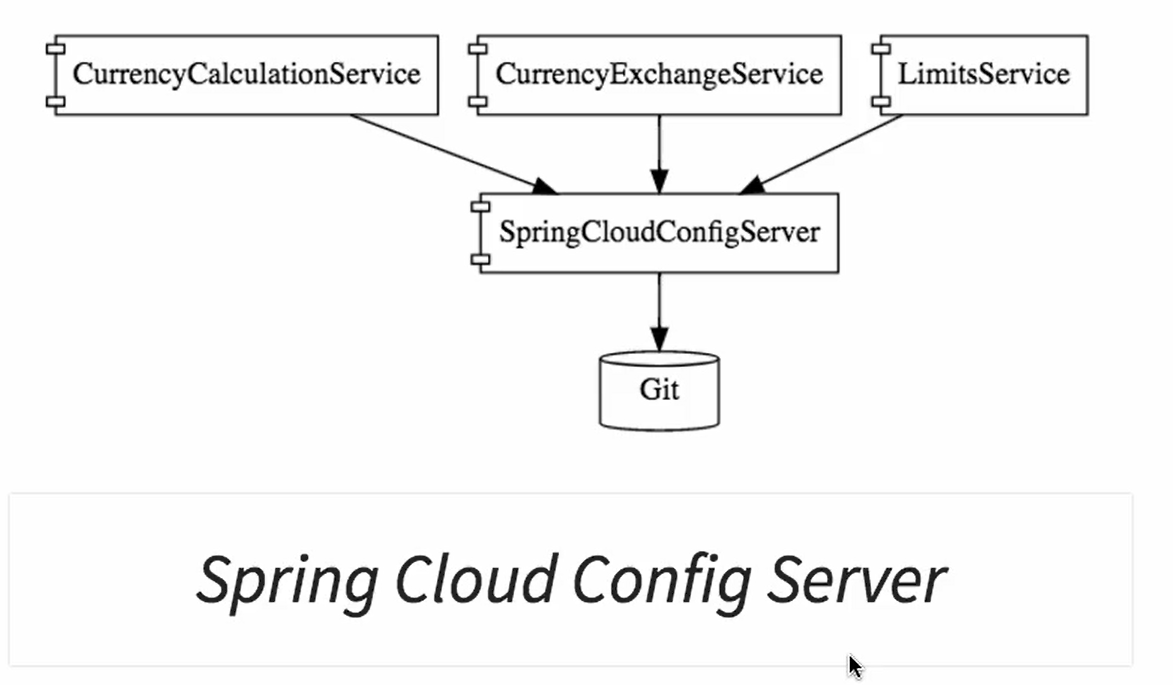 CurrencyCalculationService
CurrencyExchangeService
LimitsService
SpringCloudConfigServer
Git
Spring Cloud Config Server